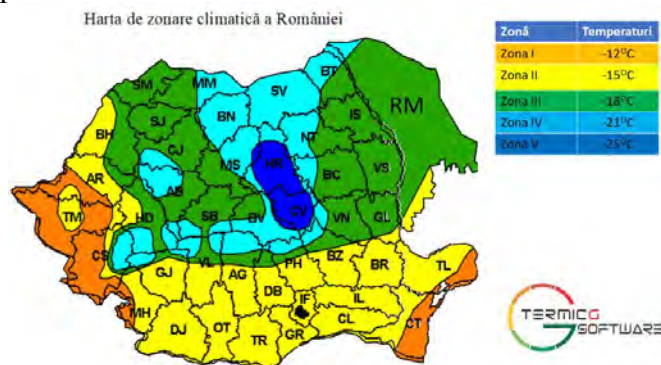 Harta de zonare climatică a României
Zonă Temperaturi
Zona I -12°C
Zona II -15°C
Zona III -18°C
Zona IV -21°C
Zona V -25°C
SM MM BT
SV
RM
BH SJ BN IS
CJ NT
AR MS HR
AB BC VS
TM HD SB BV CV VN GL
CS
GJ VL AG PH BZ BR TL
DB
MH IF IL
DJ OT TR GR CL CT
TERMICG
SOFTWARE